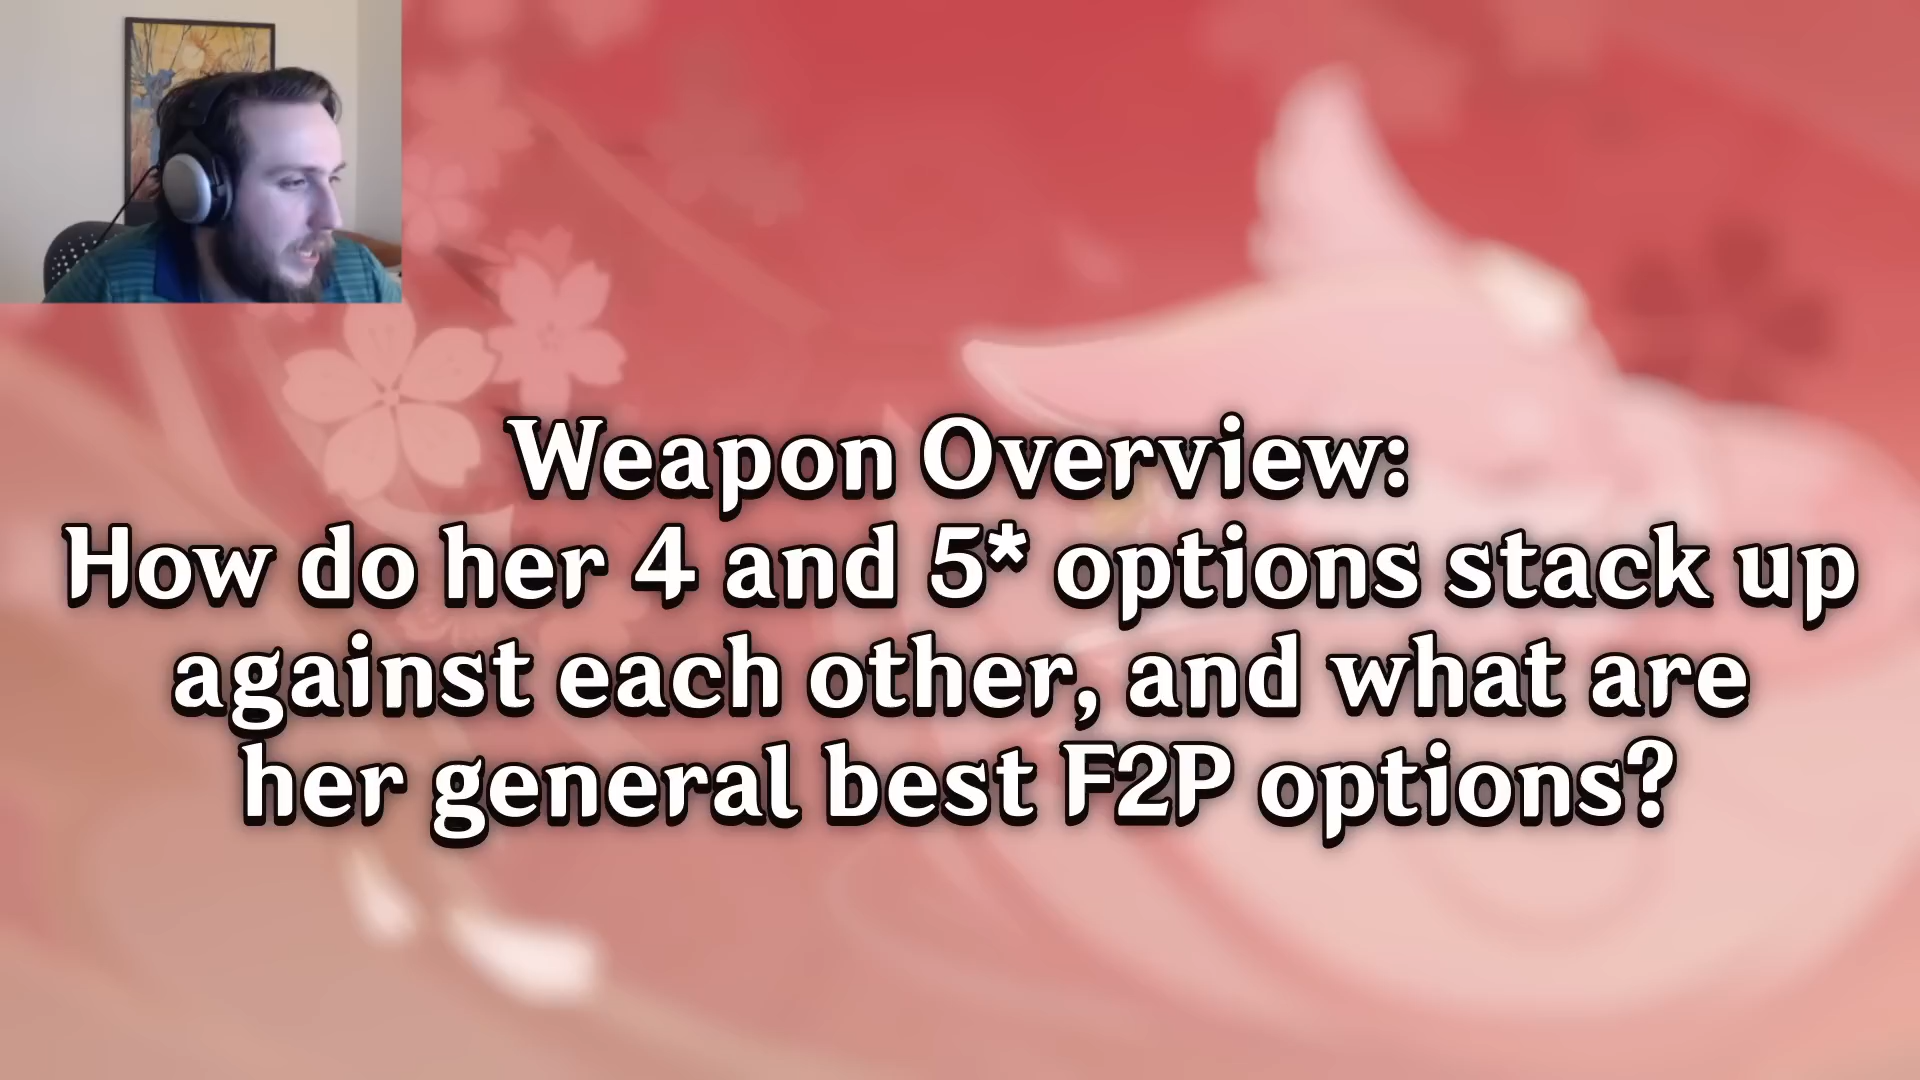 Weapon Overview:
How do her 4 and 5* options stack up
against each other, and what are
her general best F2P options?